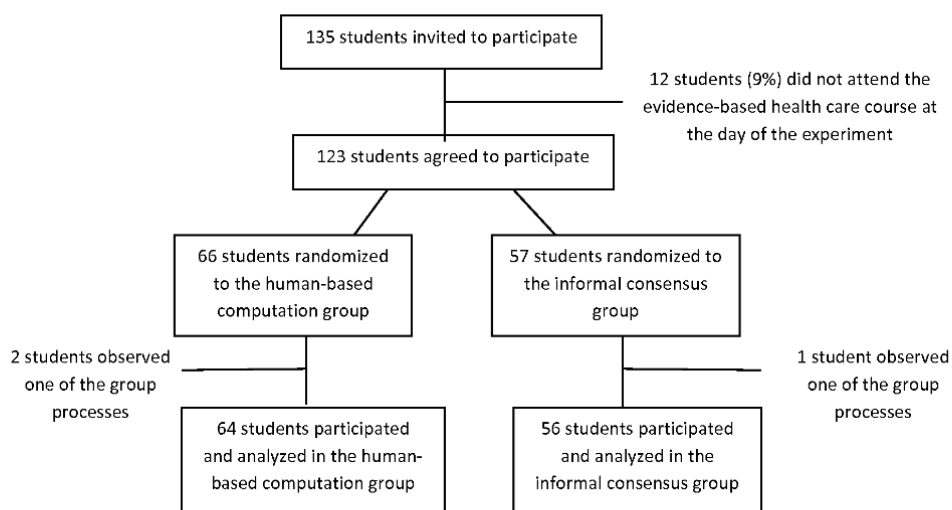 135 students invited to participate
12 students (9%) did not attend the
evidence-based health care course at
the day of the experiment
123 students agreed to participate
66 students randomized
to the human-based
computation group
57 students randomized to
the informal consensus
group
2 students observed
one of the group
processes
1 student observed
one of the group
processes
64 students participated
and analyzed in the human-
based computation group
56 students participated
and analyzed in the
informal consensus group